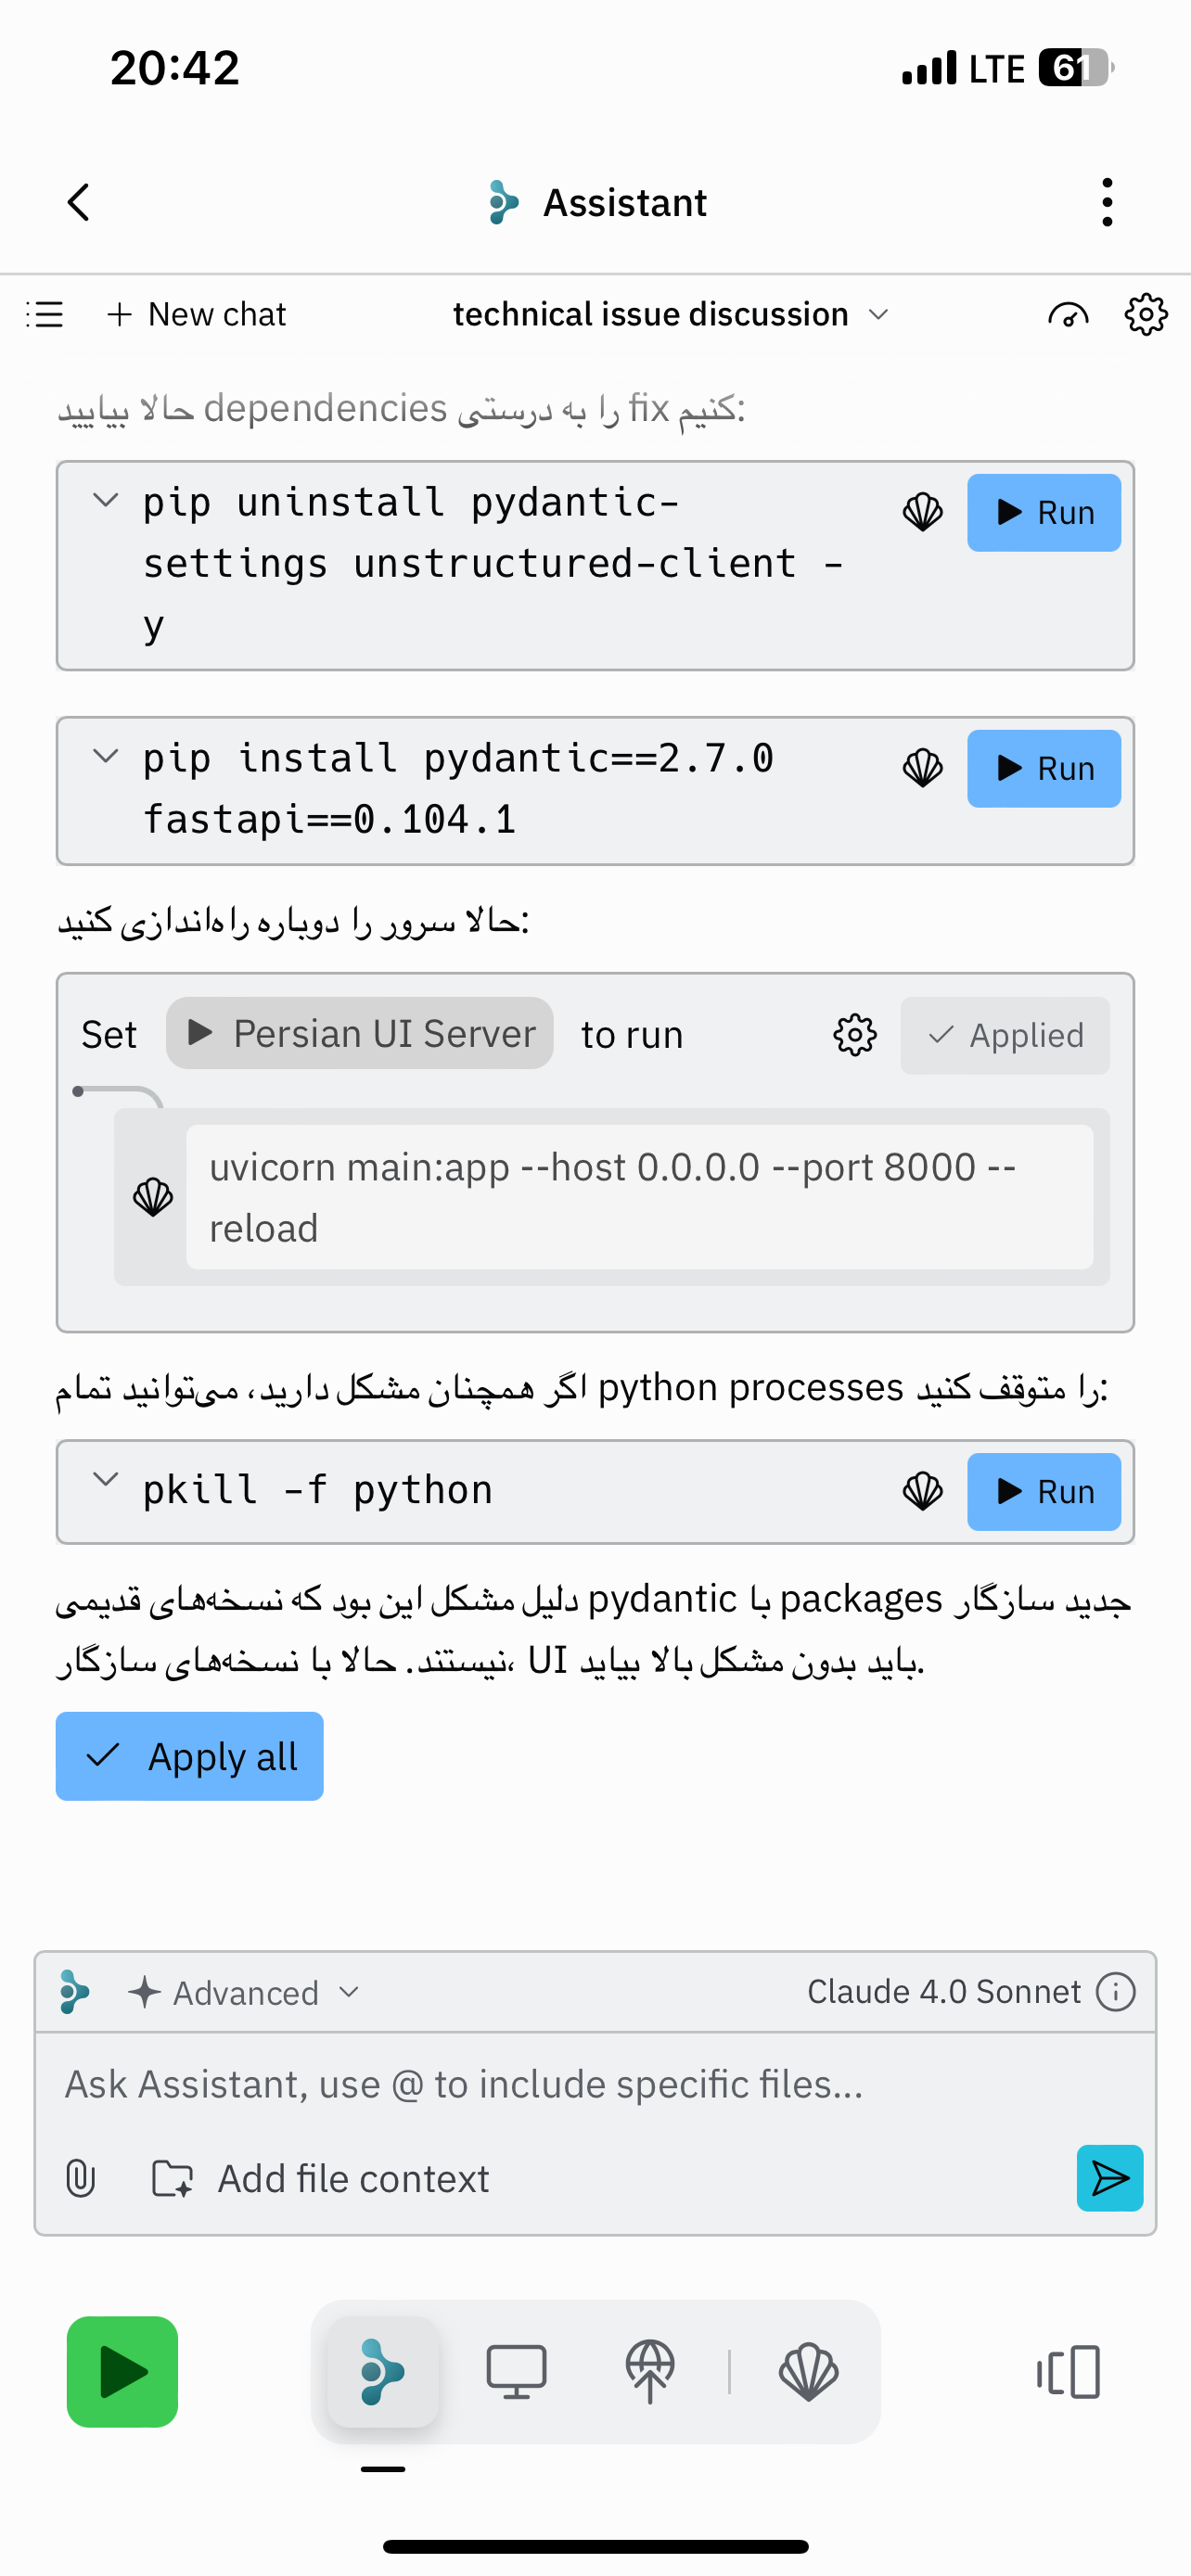 20:42
LTE 61
Assistant
+ New chat
technical issue discussion
حالا بیایید dependencies را به درستی fix کنیم:
pip uninstall pydantic-
settings unstructured-client -
y
Run
pip install pydantic==2.7.0
fastapi==0.104.1
Run
حالا سرور را دوباره راه‌اندازی کنید:
Set Persian UI Server to run
Applied
uvicorn main:app --host 0.0.0.0 --port 8000 --
reload
اگر همچنان مشکل دارید، می‌توانید تمام python processes را متوقف کنید:
pkill -f python
Run
دلیل مشکل این بود که نسخه‌های قدیمی pydantic با packages جدید سازگار
نیستند. حالا با نسخه‌های سازگار، UI باید بدون مشکل بالا بیاید.
Apply all
Advanced
Claude 4.0 Sonnet
Ask Assistant, use @ to include specific files...
Add file context